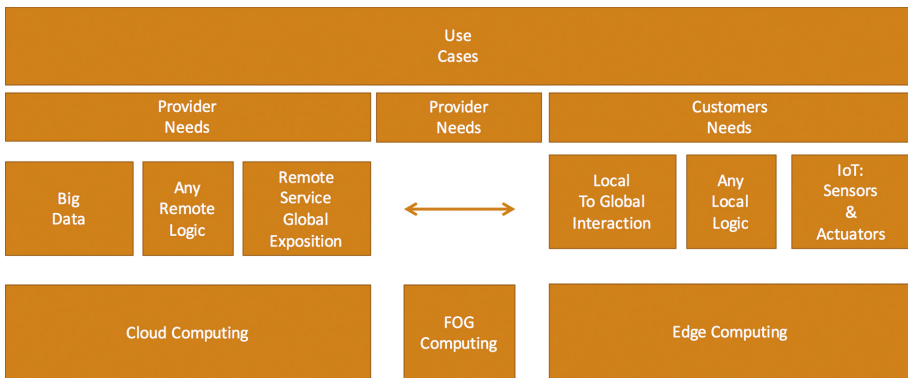 Use
Cases
Provider
Needs
Provider
Needs
Customers
Needs
Big
Data
Any
Remote
Logic
Remote
Service
Global
Exposition
Local
To Global
Interaction
Any
Local
Logic
IoT:
Sensors
&
Actuators
Cloud Computing
FOG
Computing
Edge Computing